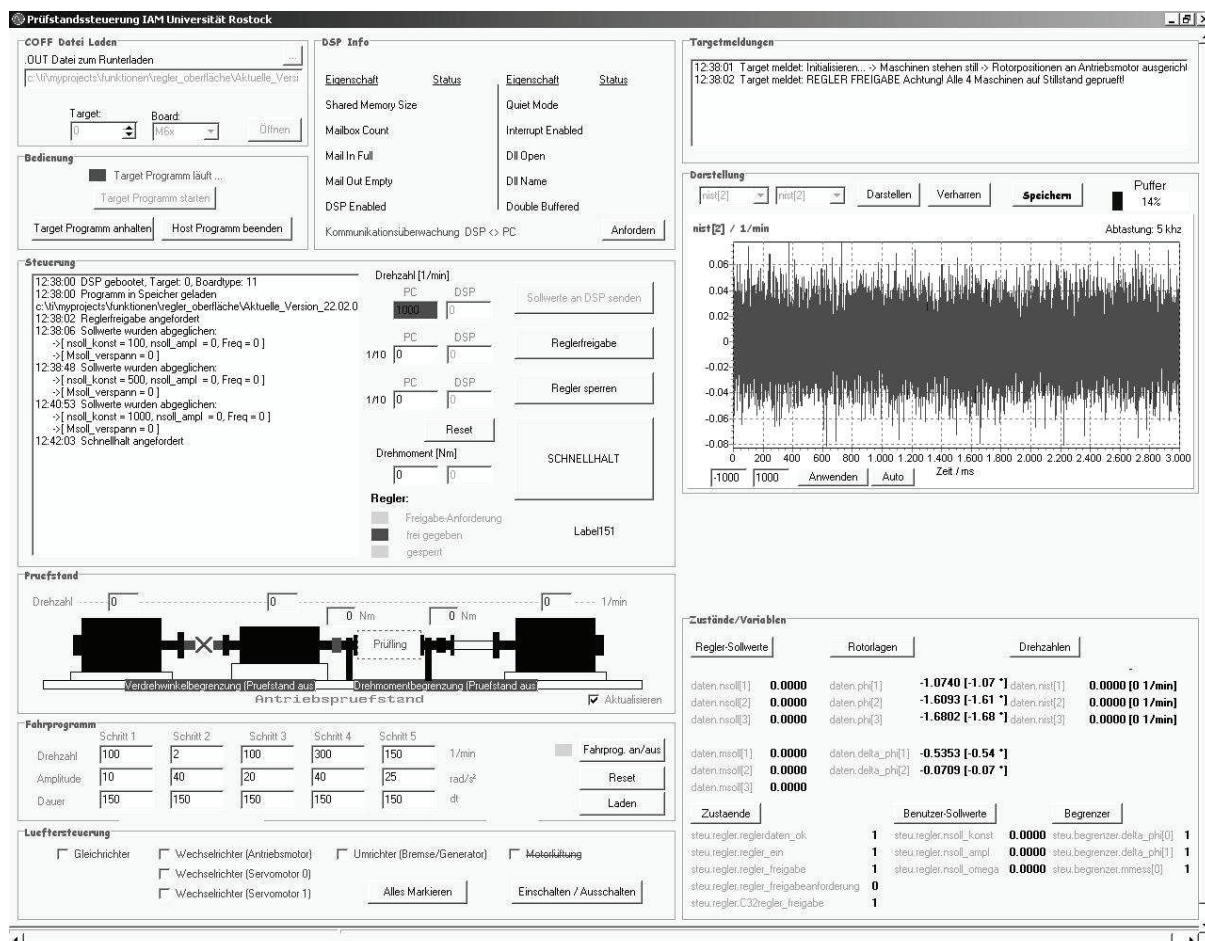 Prüfstandssteuerung IAM Universität Rostock
COFF Datei Laden
.OUT Datei zum Runterladen
...
c:\ti\myprojects\funktionen\regler_oberfläche\Aktuelle_Versi
Target: Board:
0 M6x Öffnen
Bedienung
Target Programm läuft ...
Target Programm starten
Target Programm anhalten Host Programm beenden
DSP Info
Eigenschaft Status Eigenschaft Status
Shared Memory Size Quiet Mode
Mailbox Count Interrupt Enabled
Mail In Full Dll Open
Mail Out Empty Dll Name
DSP Enabled Double Buffered
Kommunikationsüberwachung DSP <> PC Anfordern
Targetmeldungen
12:38:01 Target meldet: Initialisieren... -> Maschinen stehen still -> Rotorpositionen an Antriebsmotor ausgericht
12:38:02 Target meldet: REGLER FREIGABE Achtung! Alle 4 Maschinen auf Stillstand geprueft!
Darstellung
nist[2] nist[2] Darstellen Verharren Speichern Puffer
14%
nist[2] / 1/min Abtastung: 5 khz
0.06
0.04
0.02
0
-0.02
-0.04
-0.06
-0.08
0 200 400 600 800 1.000 1.200 1.400 1.600 1.800 2.000 2.200 2.400 2.600 2.800 3.000
Zeit / ms
-1000 1000 Anwenden Auto
Steuerung
12:38:00 DSP gebootet, Target: 0, Boardtype: 11
12:38:00 Programm in Speicher geladen
c:\ti\myprojects\funktionen\regler_oberfläche\Aktuelle_Version_22.02.0
12:38:02 Reglerfreigabe angefordert
12:38:06 Sollwerte wurden abgeglichen:
->[ nsoll_konst = 100, nsoll_ampl = 0, Freq = 0 ]
->[ Msoll_verspann = 0 ]
12:38:48 Sollwerte wurden abgeglichen:
->[ nsoll_konst = 500, nsoll_ampl = 0, Freq = 0 ]
->[ Msoll_verspann = 0 ]
12:40:53 Sollwerte wurden abgeglichen:
->[ nsoll_konst = 1000, nsoll_ampl = 0, Freq = 0 ]
->[ Msoll_verspann = 0 ]
12:42:03 Schnellhalt angefordert
Drehzahl [1/min]
PC DSP
1000 0
PC DSP
1/10 0 0
PC DSP
1/10 0 0
Reset
Drehmoment [Nm]
0 0
Regler:
Freigabe-Anforderung
frei gegeben
gesperrt
Sollwerte an DSP senden
Reglerfreigabe
Regler sperren
SCHNELLHALT
Label151
Pruefstand
Drehzahl 0 0 0 1/min
0 Nm 0 Nm
Prüfling
Verdrehwinkelbegrenzung (Pruefstand aus Drehmomentbegrenzung (Pruefstand aus
Antriebspruefstand Aktualisieren
Fahrprogramm
Schritt 1 Schritt 2 Schritt 3 Schritt 4 Schritt 5
Drehzahl 100 2 100 300 150 1/min Fahrprog. an/aus
Amplitude 10 40 20 40 25 rad/s² Reset
Dauer 150 150 150 150 150 dt Laden
Lueftersteuerung
Gleichrichter Wechselrichter (Antriebsmotor) Umrichter (Bremse/Generator) Motorlüftung
Wechselrichter (Servomotor 0)
Wechselrichter (Servomotor 1) Alles Markieren Einschalten / Ausschalten
Zustände/Variablen
Regler-Sollwerte Rotorlagen Drehzahlen
-
daten.nsoll[1] 0.0000 daten.phi[1] -1.0740 [-1.07 °] daten.nist[1] 0.0000 [0 1/min]
daten.nsoll[2] 0.0000 daten.phi[2] -1.6093 [-1.61 °] daten.nist[2] 0.0000 [0 1/min]
daten.nsoll[3] 0.0000 daten.phi[3] -1.6802 [-1.68 °] daten.nist[3] 0.0000 [0 1/min]
daten.msoll[1] 0.0000 daten.delta_phi[1] -0.5353 [-0.54 °]
daten.msoll[2] 0.0000 daten.delta_phi[2] -0.0709 [-0.07 °]
daten.msoll[3] 0.0000
Zustaende Benutzer-Sollwerte Begrenzer
steu.regler.reglerdaten_ok 1 steu.regler.nsoll_konst 0.0000 steu.begrenzer.delta_phi[0] 1
steu.regler.regler_ein 1 steu.regler.nsoll_ampl 0.0000 steu.begrenzer.delta_phi[1] 1
steu.regler.regler_freigabe 1 steu.regler.nsoll_omega 0.0000 steu.begrenzer.mmess[0] 1
steu.regler.regler_freigabeanforderung 0
steu.regler.C32regler_freigabe 1